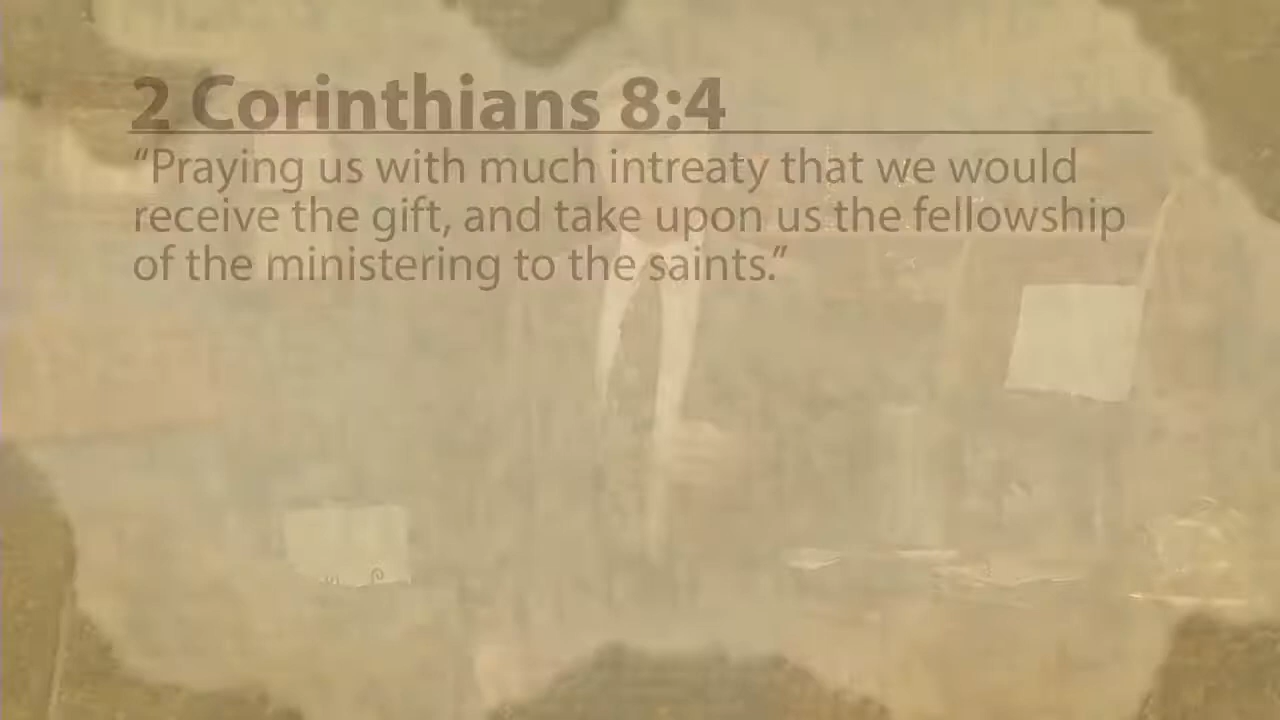 2 Corinthians 8:4
“Praying us with much intreaty that we would
receive the gift, and take upon us the fellowship
of the ministering to the saints.”